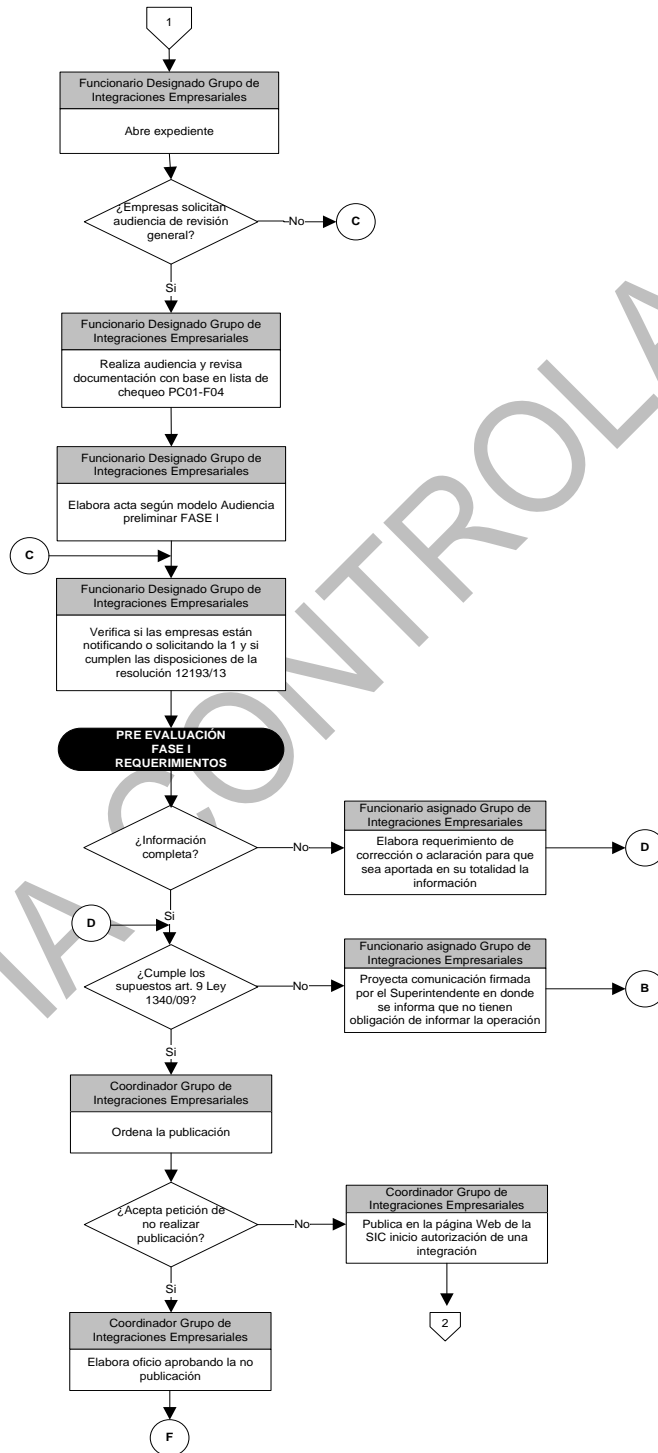 1
Funcionario Designado Grupo de
Integraciones Empresariales
Abre expediente
¿Empresas solicitan
audiencia de revisión
general?
No
C
Si
Funcionario Designado Grupo de
Integraciones Empresariales
Realiza audiencia y revisa
documentación con base en lista de
chequeo PC01-F04
Funcionario Designado Grupo de
Integraciones Empresariales
Elabora acta según modelo Audiencia
preliminar FASE I
C
Funcionario Designado Grupo de
Integraciones Empresariales
Verifica si las empresas están
notificando o solicitando la 1 y si
cumplen las disposiciones de la
resolución 12193/13
PRE EVALUACIÓN
FASE I
REQUERIMIENTOS
¿Información
completa?
No
Funcionario asignado Grupo de
Integraciones Empresariales
Elabora requerimiento de
corrección o aclaración para que
sea aportada en su totalidad la
información
D
Si
D
¿Cumple los
supuestos art. 9 Ley
1340/09?
No
Funcionario asignado Grupo de
Integraciones Empresariales
Proyecta comunicación firmada
por el Superintendente en donde
se informa que no tienen
obligación de informar la operación
B
Si
Coordinador Grupo de
Integraciones Empresariales
Ordena la publicación
¿Acepta petición de
no realizar
publicación?
No
Coordinador Grupo de
Integraciones Empresariales
Publica en la página Web de la
SIC inicio autorización de una
integración
2
Si
Coordinador Grupo de
Integraciones Empresariales
Elabora oficio aprobando la no
publicación
F
IA CONTROLA